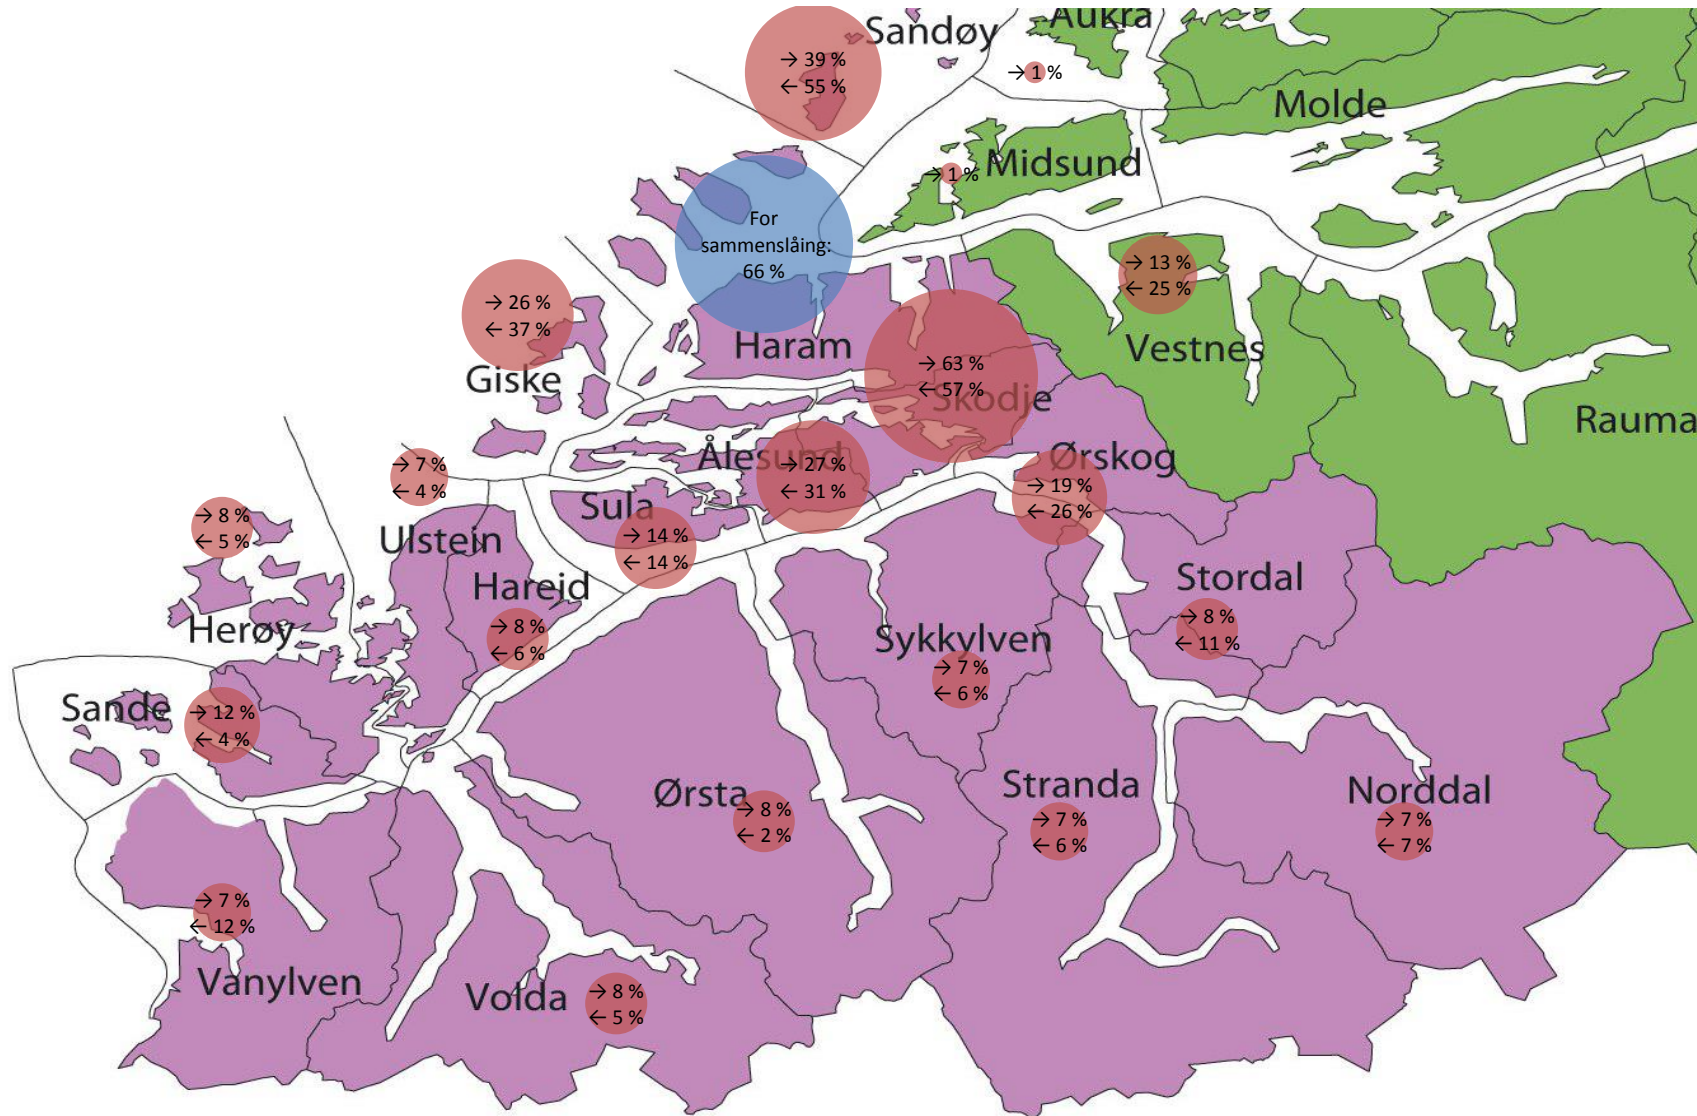 Sandøy
Aukra
→ 39 %
← 55 %
→ 1 %
Molde
Midsund
→ 1 %
For
sammenslåing:
66 %
→ 13 %
← 25 %
→ 26 %
← 37 %
Haram
Vestnes
Giske
→ 63 %
← 57 %
Skodje
Rauma
Ålesund
→ 27 %
← 31 %
Ørskog
→ 19 %
← 26 %
→ 7 %
← 4 %
Sula
→ 14 %
← 14 %
→ 8 %
← 5 %
Ulstein
Hareid
→ 8 %
← 6 %
Herøy
Stordal
→ 8 %
← 11 %
Sykkylven
→ 7 %
← 6 %
Sande
→ 12 %
← 4 %
Ørsta
→ 8 %
← 2 %
Stranda
→ 7 %
← 6 %
Norddal
→ 7 %
← 7 %
→ 7 %
← 12 %
Vanylven
Volda
→ 8 %
← 5 %